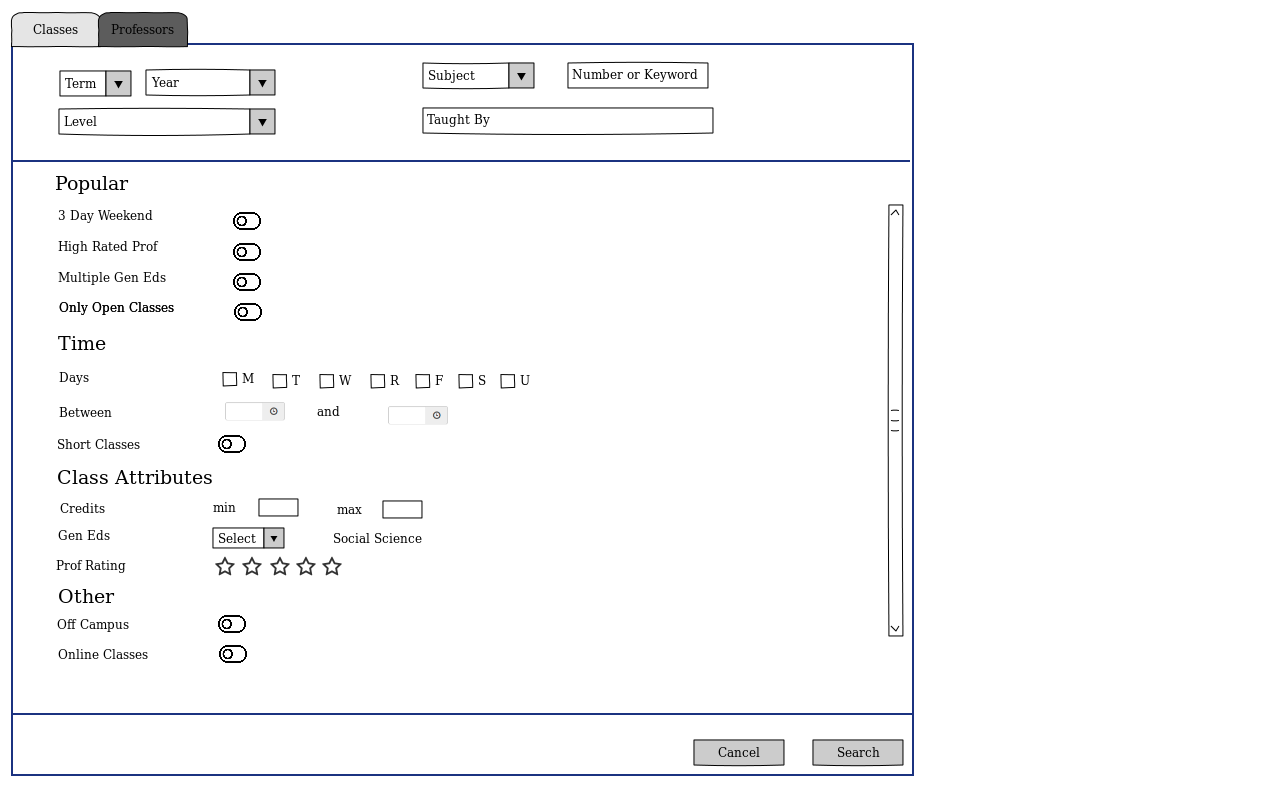 Classes Professors
Term Year Subject Number or Keyword
Level Taught By
Popular
3 Day Weekend
High Rated Prof
Multiple Gen Eds
Only Open Classes
Time
Days M T W R F S U
Between and
Short Classes
Class Attributes
Credits min max
Gen Eds Select Social Science
Prof Rating
Other
Off Campus
Online Classes
Cancel Search